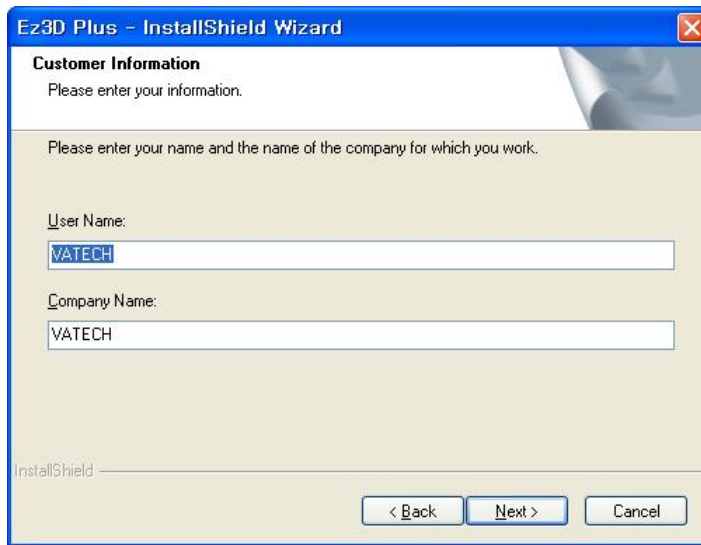 Ez3D Plus - InstallShield Wizard
Customer Information
Please enter your information.
Please enter your name and the name of the company for which you work.
User Name:
VATECH
Company Name:
VATECH
InstallShield
< Back Next > Cancel